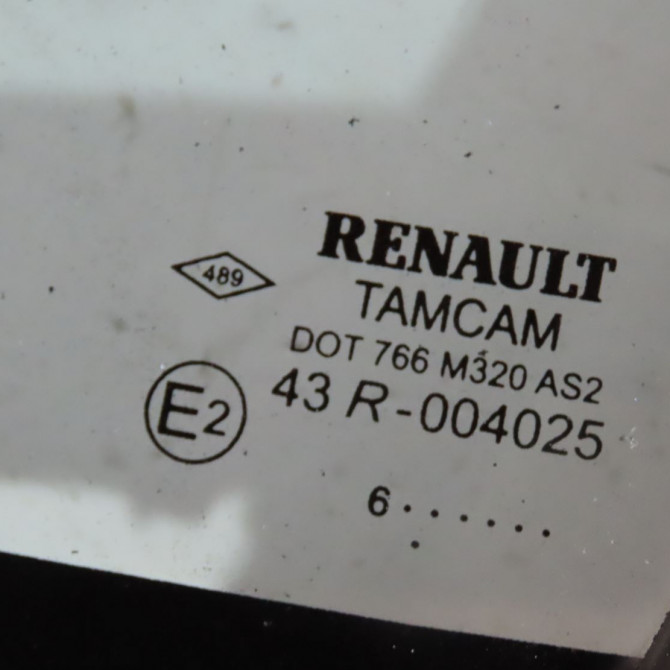 RENAULT
489
TAMCAM
DOT 766 M320 AS2
E2
43 R-004025
6 . . . . . .
.